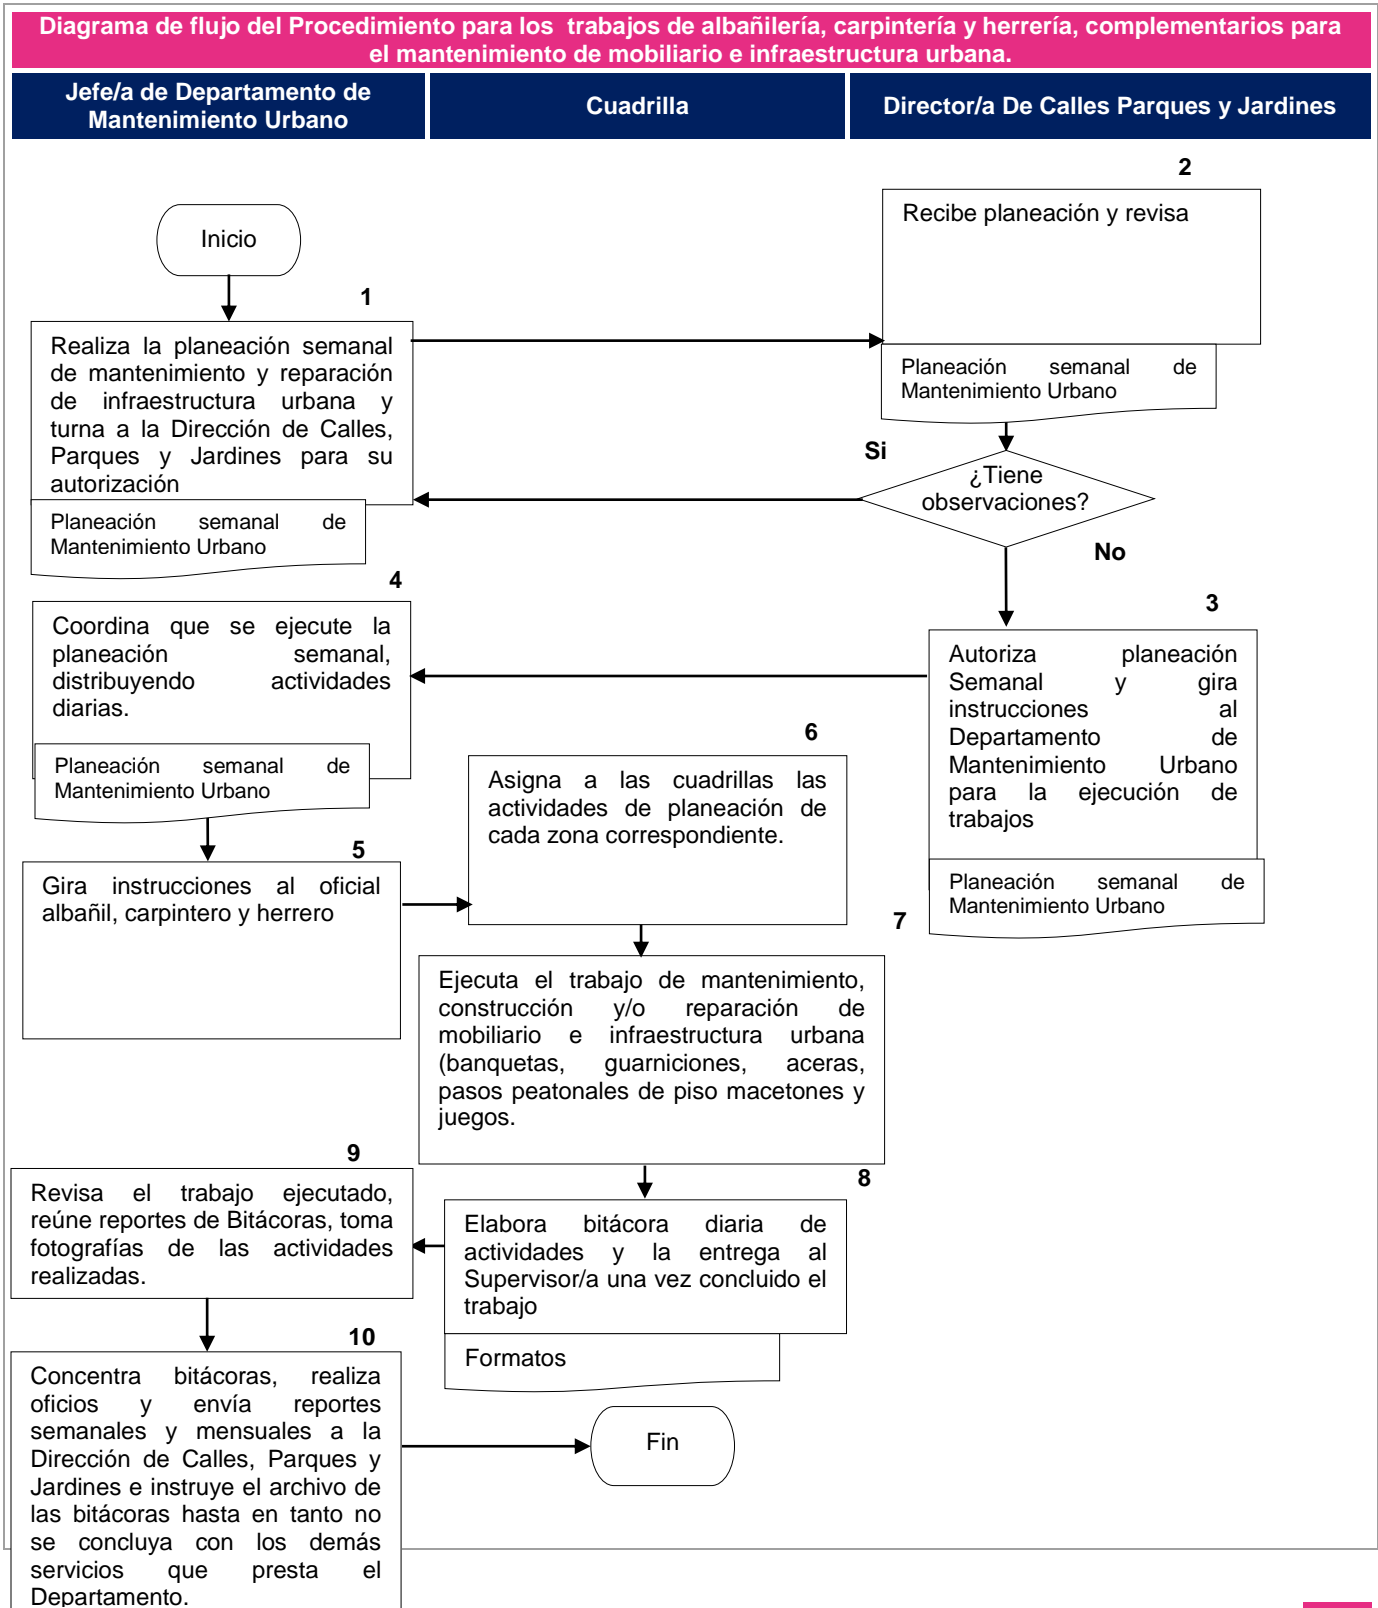 Diagrama de flujo del Procedimiento para los trabajos de albañilería, carpintería y herrería, complementarios para
el mantenimiento de mobiliario e infraestructura urbana.
Jefe/a de Departamento de
Mantenimiento Urbano
Cuadrilla
Director/a De Calles Parques y Jardines
Inicio
1
Realiza la planeación semanal
de mantenimiento y reparación
de infraestructura urbana y
turna a la Dirección de Calles,
Parques y Jardines para su
autorización
Planeación semanal de
Mantenimiento Urbano
2
Recibe planeación y revisa
Planeación semanal de
Mantenimiento Urbano
Si
¿Tiene
observaciones?
No
3
Autoriza planeación
Semanal y gira
instrucciones al
Departamento de
Mantenimiento Urbano
para la ejecución de
trabajos
Planeación semanal de
Mantenimiento Urbano
4
Coordina que se ejecute la
planeación semanal,
distribuyendo actividades
diarias.
Planeación semanal de
Mantenimiento Urbano
5
Gira instrucciones al oficial
albañil, carpintero y herrero
6
Asigna a las cuadrillas las
actividades de planeación de
cada zona correspondiente.
7
Ejecuta el trabajo de mantenimiento,
construcción y/o reparación de
mobiliario e infraestructura urbana
(banquetas, guarniciones, aceras,
pasos peatonales de piso macetones y
juegos.
8
Elabora bitácora diaria de
actividades y la entrega al
Supervisor/a una vez concluido el
trabajo
Formatos
9
Revisa el trabajo ejecutado,
reúne reportes de Bitácoras, toma
fotografías de las actividades
realizadas.
10
Concentra bitácoras, realiza
oficios y envía reportes
semanales y mensuales a la
Dirección de Calles, Parques y
Jardines e instruye el archivo de
las bitácoras hasta en tanto no
se concluya con los demás
servicios que presta el
Departamento.
Fin